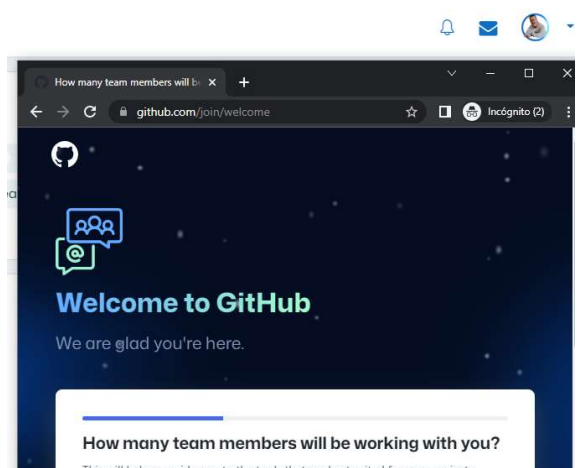 How many team members will b
github.com/join/welcome
Incógnito (2)
ea
@
Welcome to GitHub
We are glad you're here.
How many team members will be working with you?